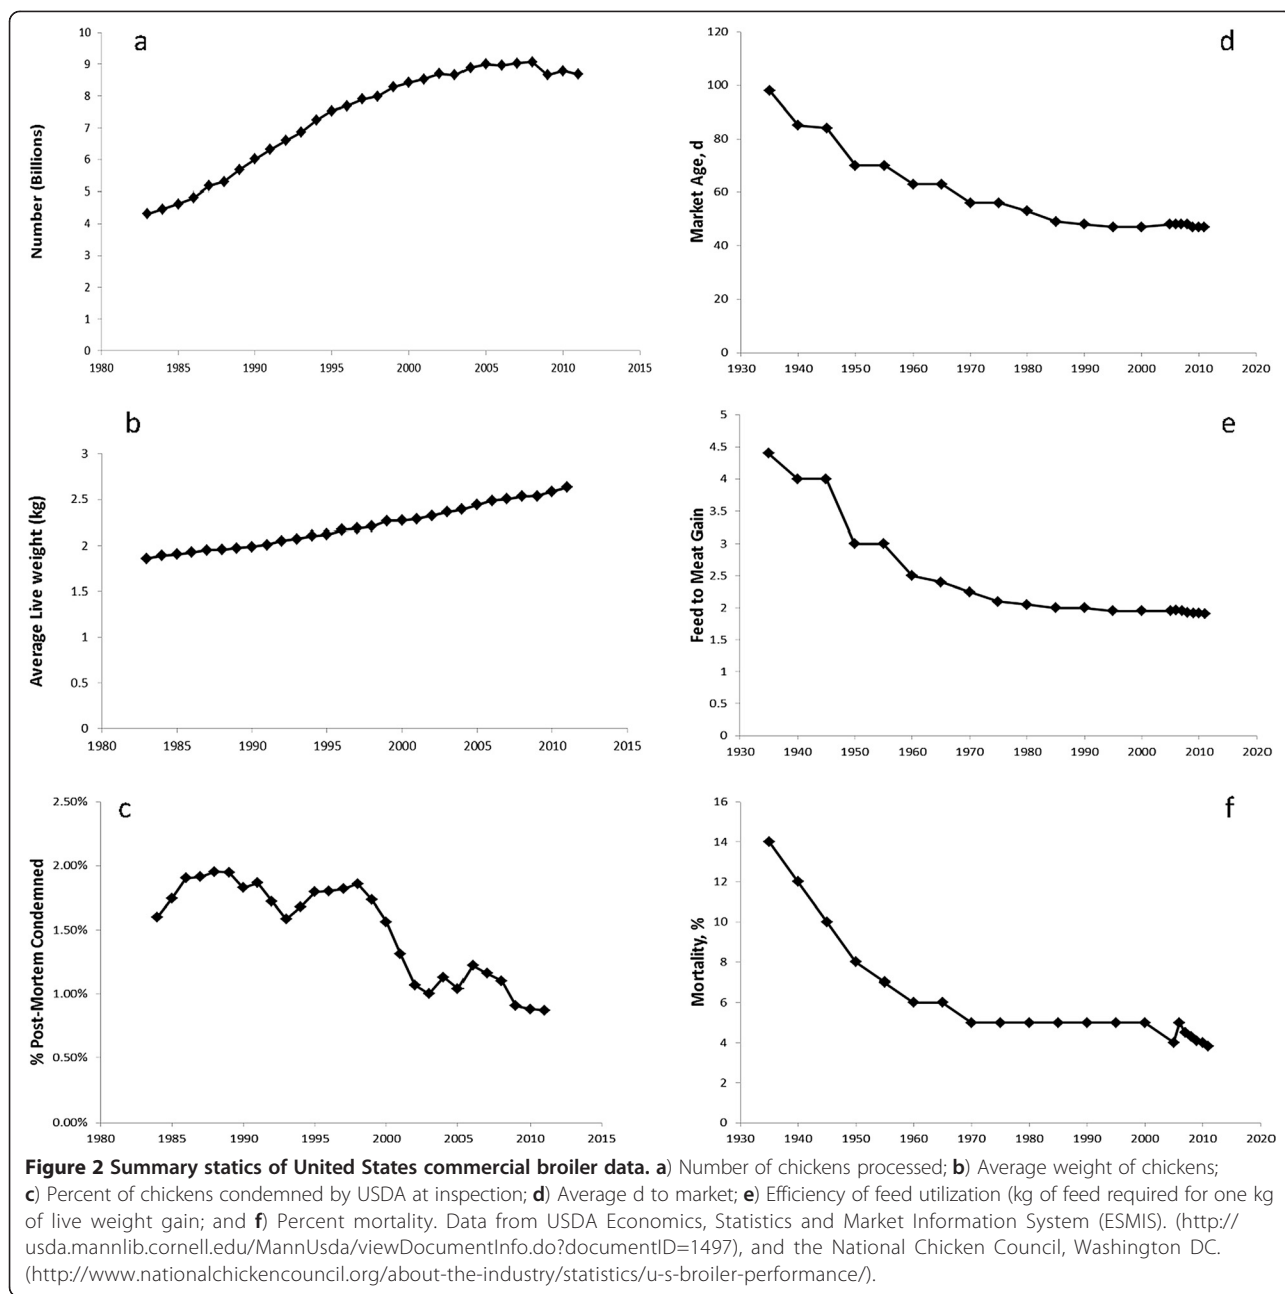 a
10
9
8
7
6
5
4
3
2
1
0
Number (Billions)
1980 1985 1990 1995 2000 2005 2010 2015
d
120
100
80
60
40
20
0
Market Age, d
1930 1940 1950 1960 1970 1980 1990 2000 2010 2020
b
3
2.5
2
1.5
1
0.5
0
Average Live weight (kg)
1980 1985 1990 1995 2000 2005 2010 2015
e
5
4.5
4
3.5
3
2.5
2
1.5
1
0.5
0
Feed to Meat Gain
1930 1940 1950 1960 1970 1980 1990 2000 2010 2020
c
2.50%
2.00%
1.50%
1.00%
0.50%
0.00%
% Post-Mortem Condemned
1980 1985 1990 1995 2000 2005 2010 2015
f
16
14
12
10
8
6
4
2
0
Mortality, %
1930 1940 1950 1960 1970 1980 1990 2000 2010 2020
Figure 2 Summary statics of United States commercial broiler data. a) Number of chickens processed; b) Average weight of chickens;
c) Percent of chickens condemned by USDA at inspection; d) Average d to market; e) Efficiency of feed utilization (kg of feed required for one kg
of live weight gain; and f) Percent mortality. Data from USDA Economics, Statistics and Market Information System (ESMIS). (http://
usda.mannlib.cornell.edu/MannUsda/viewDocumentInfo.do?documentID=1497), and the National Chicken Council, Washington DC.
(http://www.nationalchickencouncil.org/about-the-industry/statistics/u-s-broiler-performance/).